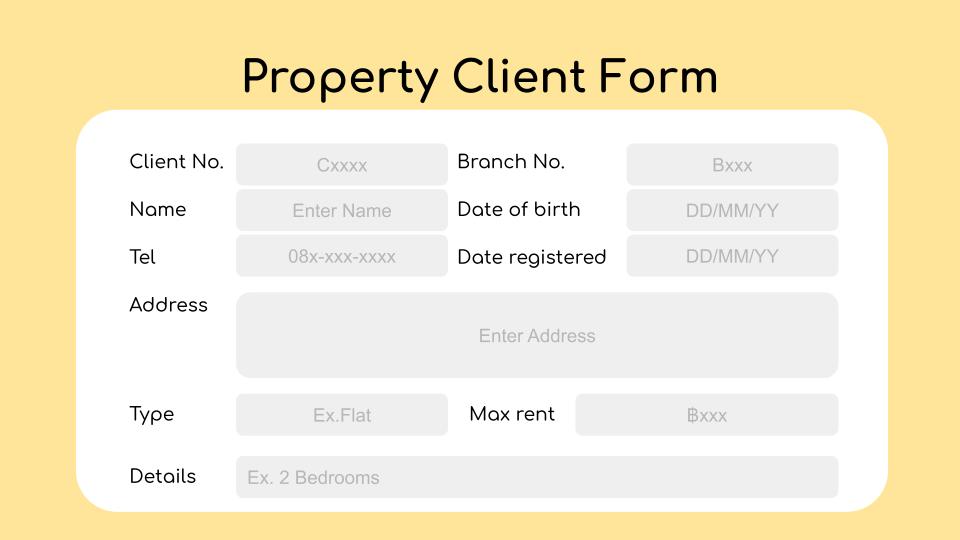 Property Client Form
Client No. Cxxxx Branch No. Bxxx
Name Enter Name Date of birth DD/MM/YY
Tel 08x-xxx-xxxx Date registered DD/MM/YY
Address Enter Address
Type Ex.Flat Max rent ฿xxx
Details Ex. 2 Bedrooms